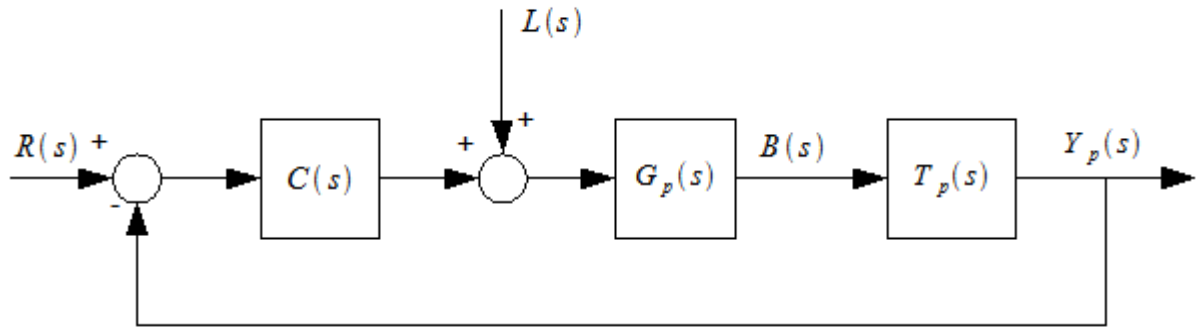 L(s)
+
R(s)
+
+
C(s)
G_p(s)
B(s)
T_p(s)
Y_p(s)
-